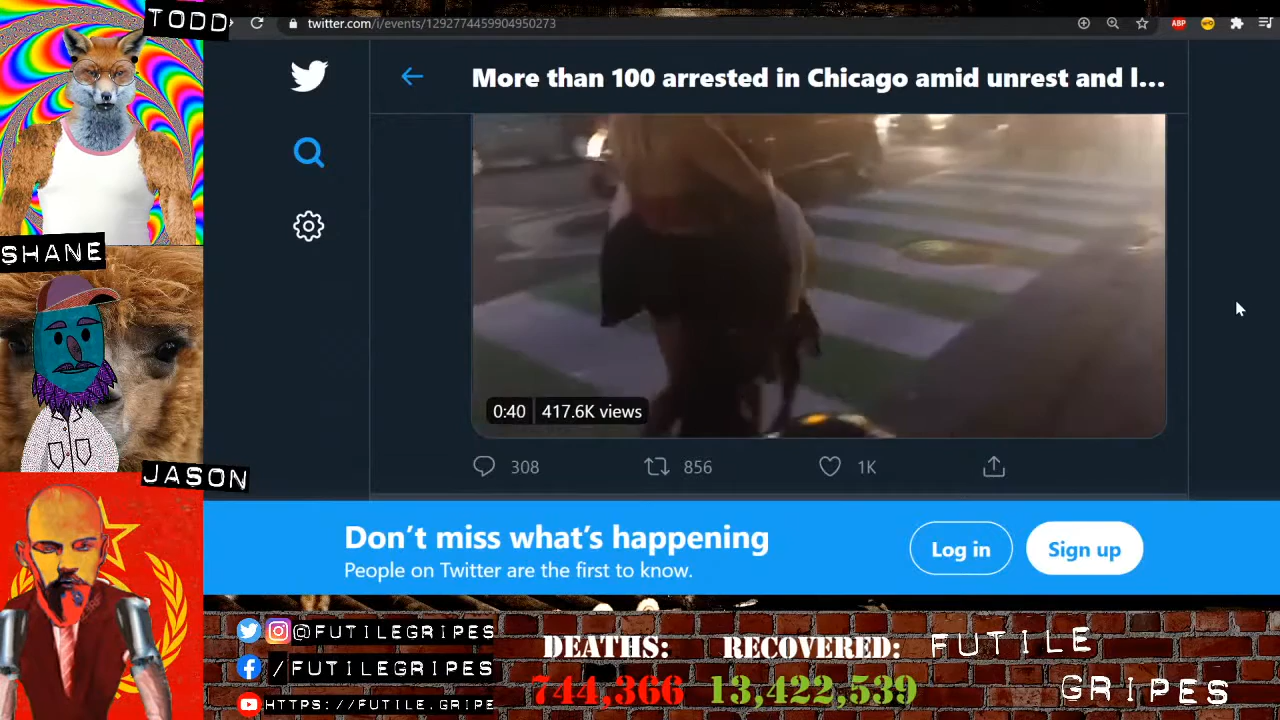 TODD
twitter.com/i/events/1292774459904950273
ABP
More than 100 arrested in Chicago amid unrest and l...
SHANE
0:40
417.6K views
308
856
1K
JASON
Don't miss what's happening
People on Twitter are the first to know.
Log in
Sign up
@FUTILEGRIPES
/FUTILEGRIPES
HTTPS://FUTILE.GRIPE
DEATHS:
744,366
RECOVERED:
13,422,539
FUTILE
GRIPES